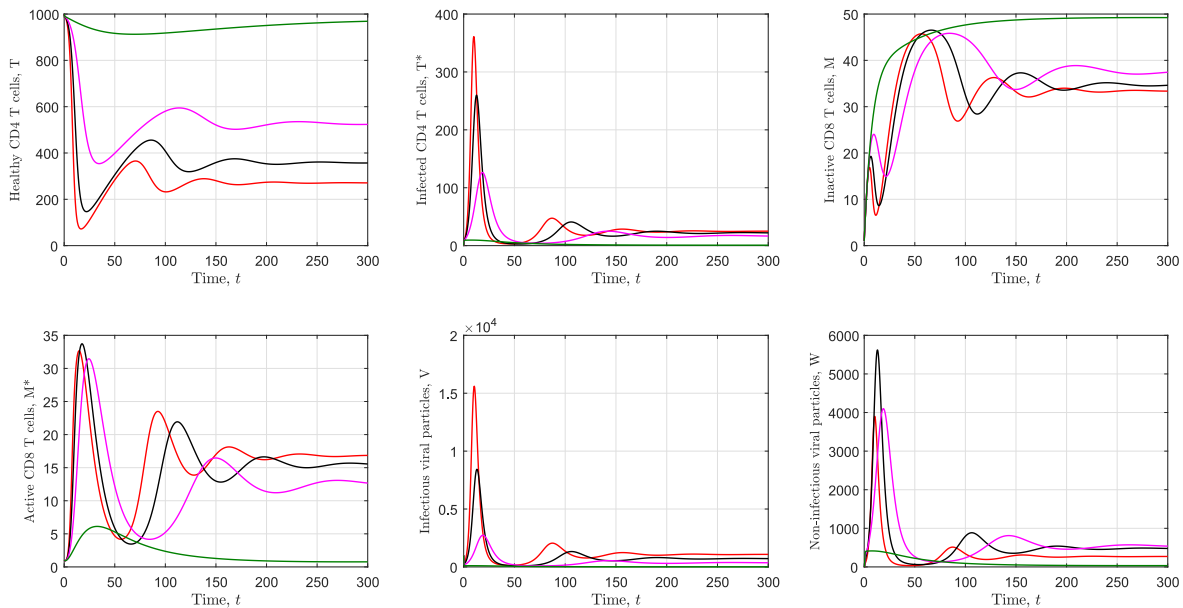 1000
800
600
400
200
0
0 50 100 150 200 250 300
Healthy CD4 T cells, T
Time, t
400
300
200
100
0
0 50 100 150 200 250 300
Infected CD4 T cells, T*
Time, t
50
40
30
20
10
0
0 50 100 150 200 250 300
Inactive CD8 T cells, M
Time, t
35
30
25
20
15
10
5
0
0 50 100 150 200 250 300
Active CD8 T cells, M*
Time, t
×10⁴
2
1.5
1
0.5
0
0 50 100 150 200 250 300
Infectious viral particles, V
Time, t
6000
5000
4000
3000
2000
1000
0
0 50 100 150 200 250 300
Non-infectious viral particles, W
Time, t